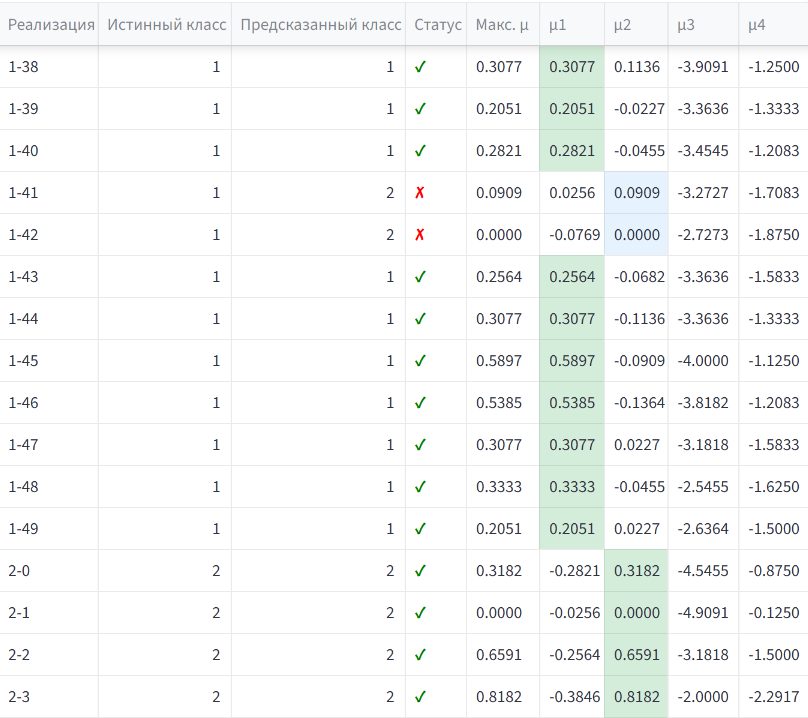 Реализация Истинный класс Предсказанный класс Статус Макс. μ μ1 μ2 μ3 μ4
1-38 1 1 ✓ 0.3077 0.3077 0.1136 -3.9091 -1.2500
1-39 1 1 ✓ 0.2051 0.2051 -0.0227 -3.3636 -1.3333
1-40 1 1 ✓ 0.2821 0.2821 -0.0455 -3.4545 -1.2083
1-41 1 2 ✗ 0.0909 0.0256 0.0909 -3.2727 -1.7083
1-42 1 2 ✗ 0.0000 -0.0769 0.0000 -2.7273 -1.8750
1-43 1 1 ✓ 0.2564 0.2564 -0.0682 -3.3636 -1.5833
1-44 1 1 ✓ 0.3077 0.3077 -0.1136 -3.3636 -1.3333
1-45 1 1 ✓ 0.5897 0.5897 -0.0909 -4.0000 -1.1250
1-46 1 1 ✓ 0.5385 0.5385 -0.1364 -3.8182 -1.2083
1-47 1 1 ✓ 0.3077 0.3077 0.0227 -3.1818 -1.5833
1-48 1 1 ✓ 0.3333 0.3333 -0.0455 -2.5455 -1.6250
1-49 1 1 ✓ 0.2051 0.2051 0.0227 -2.6364 -1.5000
2-0 2 2 ✓ 0.3182 -0.2821 0.3182 -4.5455 -0.8750
2-1 2 2 ✓ 0.0000 -0.0256 0.0000 -4.9091 -0.1250
2-2 2 2 ✓ 0.6591 -0.2564 0.6591 -3.1818 -1.5000
2-3 2 2 ✓ 0.8182 -0.3846 0.8182 -2.0000 -2.2917